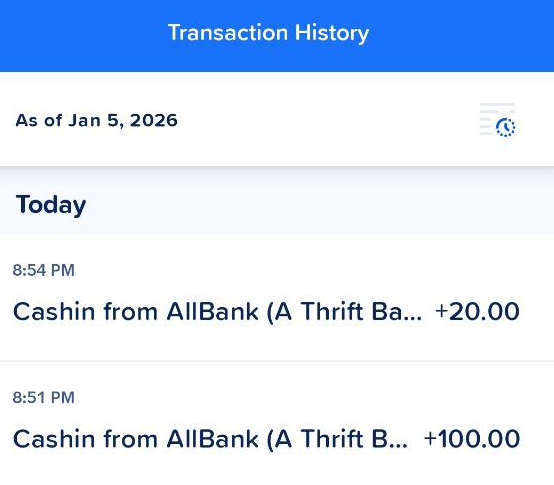 Transaction History
As of Jan 5, 2026
Today
8:54 PM
Cashin from AllBank (A Thrift Ba... +20.00
8:51 PM
Cashin from AllBank (A Thrift B... +100.00